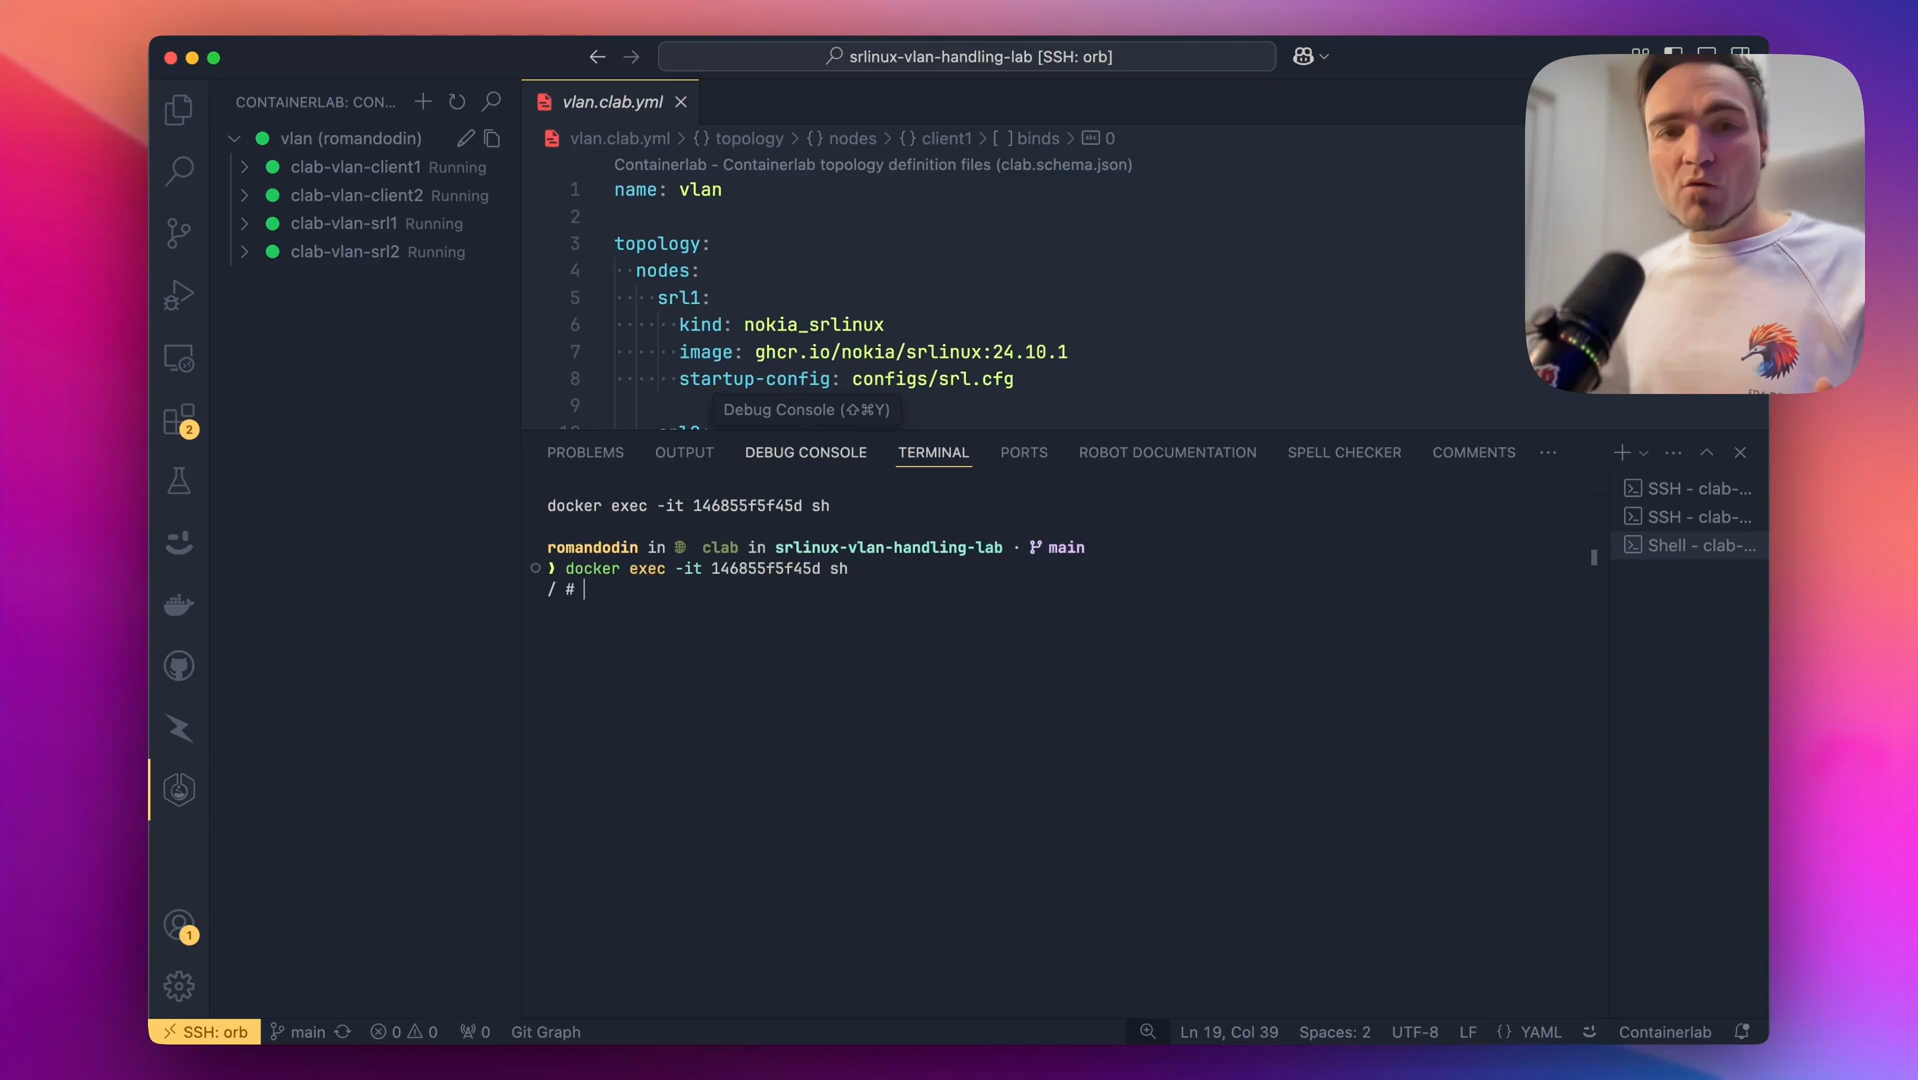 srlinux-vlan-handling-lab [SSH: orb]
CONTAINERLAB: CON...
vlan (romandodin)
clab-vlan-client1 Running
clab-vlan-client2 Running
clab-vlan-srl1 Running
clab-vlan-srl2 Running
vlan.clab.yml
vlan.clab.yml > {} topology > {} nodes > {} client1 > [ ] binds > abc 0
Containerlab - Containerlab topology definition files (clab.schema.json)
1 name: vlan
2
3 topology:
4 nodes:
5 srl1:
6 kind: nokia_srlinux
7 image: ghcr.io/nokia/srlinux:24.10.1
8 startup-config: configs/srl.cfg
9
Debug Console (⇧⌘Y)
PROBLEMS OUTPUT DEBUG CONSOLE TERMINAL PORTS ROBOT DOCUMENTATION SPELL CHECKER COMMENTS ...
docker exec -it 146855f5f45d sh
romandodin in clab in srlinux-vlan-handling-lab · main
❯ docker exec -it 146855f5f45d sh
/ #
SSH - clab-...
SSH - clab-...
Shell - clab-...
2
1
SSH: orb main 0 0 0 Git Graph
Ln 19, Col 39 Spaces: 2 UTF-8 LF {} YAML Containerlab